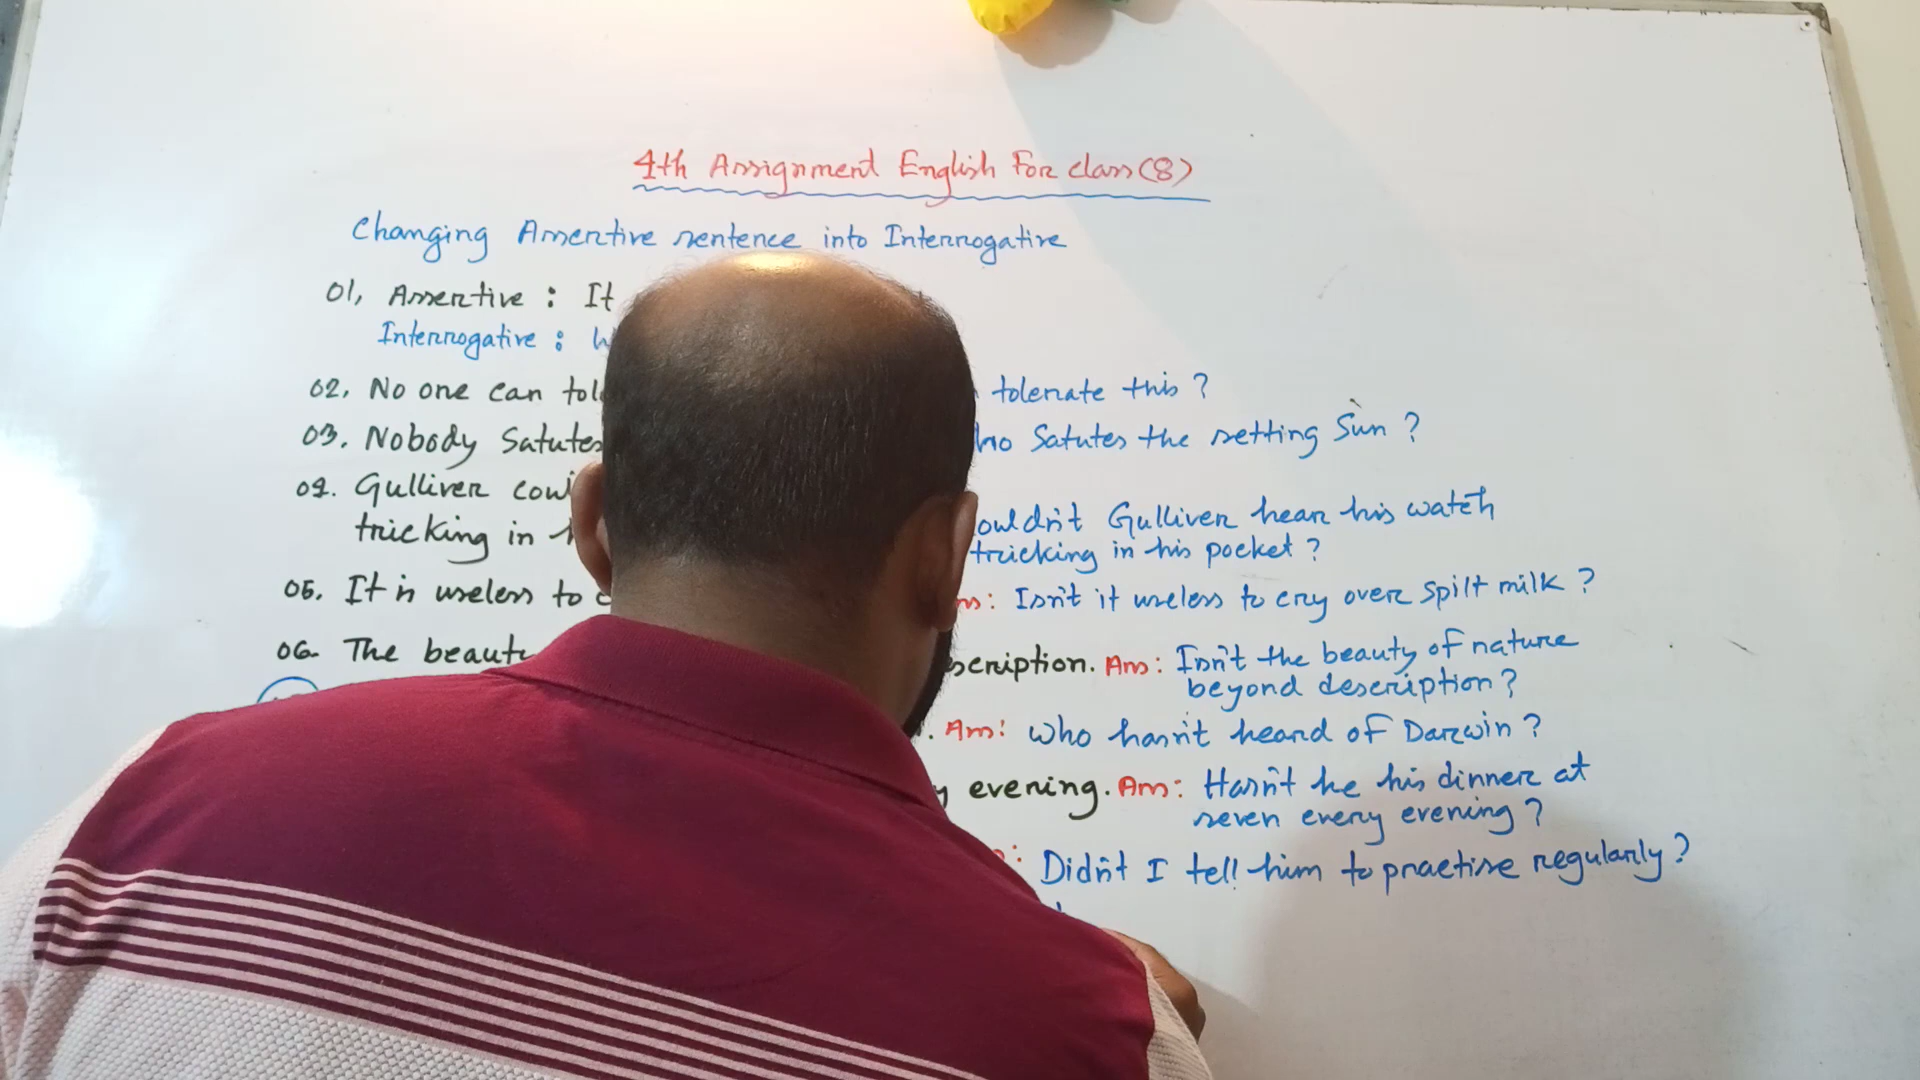 4th Assignment English For class (8)
Changing Assertive sentence into Interrogative
01, Assertive : It
Interrogative :
02. No one can tolerate this ?
03. Nobody Satutes Satutes the setting Sun ?
04. Gulliver
ouldn't Gulliver hear his watch
tricking in
tricking in his pocket ?
05. It is useless to Ans: Isn't it useless to cry over spilt milk ?
06. The scription. Ans: Isn't the beauty of nature
beyond description ?
Ans: Who hasn't heard of Darwin ?
evening. Ans: Hasn't he his dinner at
seven every evening ?
Didn't I tell him to practise regularly ?